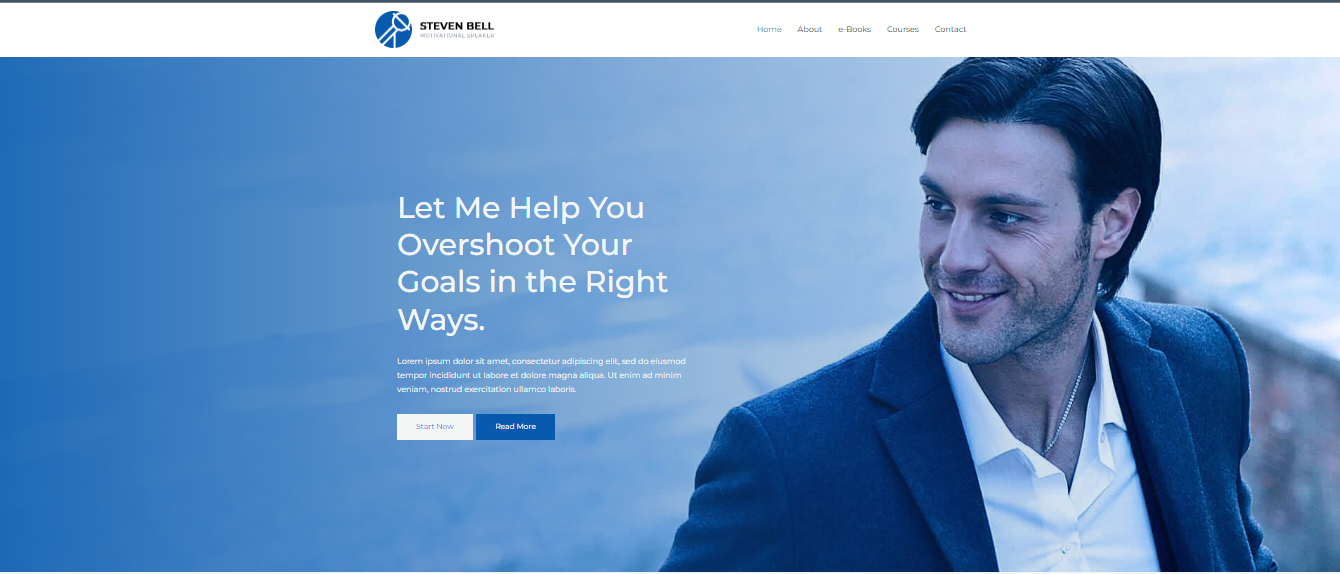 STEVEN BELL
MOTIVATIONAL SPEAKER
Home About e-Books Courses Contact
Let Me Help You
Overshoot Your
Goals in the Right
Ways.
Lorem ipsum dolor sit amet, consectetur adipiscing elit, sed do eiusmod
tempor incididunt ut labore et dolore magna aliqua. Ut enim ad minim
veniam, nostrud exercitation ullamco laboris.
Start Now Read More